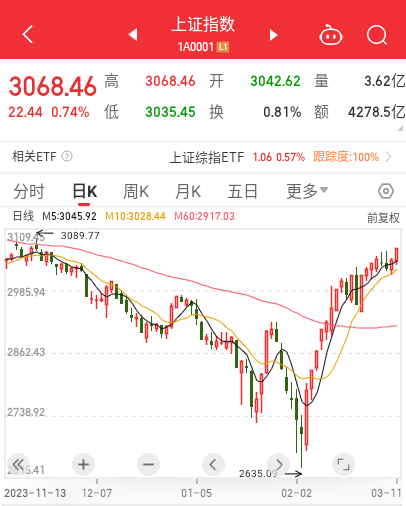 上证指数
1A0001 L1
3068.46 高 3068.46 开 3042.62 量 3.62亿
22.44 0.74% 低 3035.45 换 0.81% 额 4278.5亿
相关ETF ? 上证综指ETF 1.06 0.57% 跟踪度:100%
分时 日K 周K 月K 五日 更多
日线 M5:3045.92 M10:3028.44 M60:2917.03 前复权
3109.45 3089.77
2985.94
2862.43
2738.92
2635.09
2023-11-13 12-07 01-05 02-02 03-11